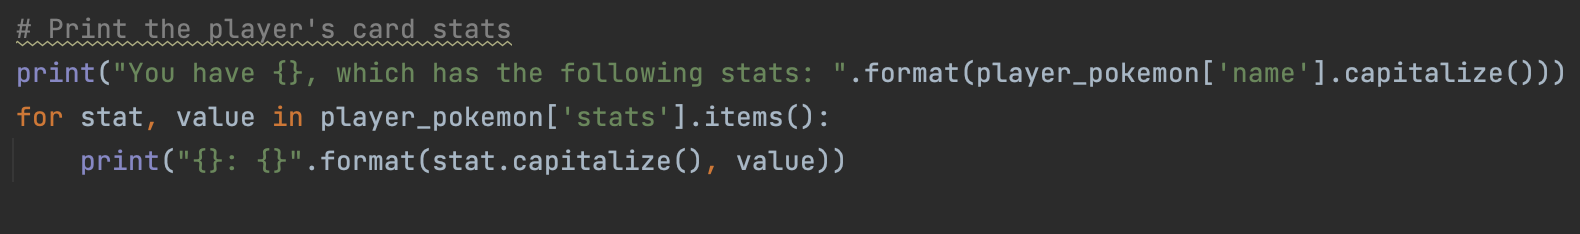 # Print the player's card stats
print("You have {}, which has the following stats: ".format(player_pokemon['name'].capitalize()))
for stat, value in player_pokemon['stats'].items():
    print("{}: {}".format(stat.capitalize(), value))